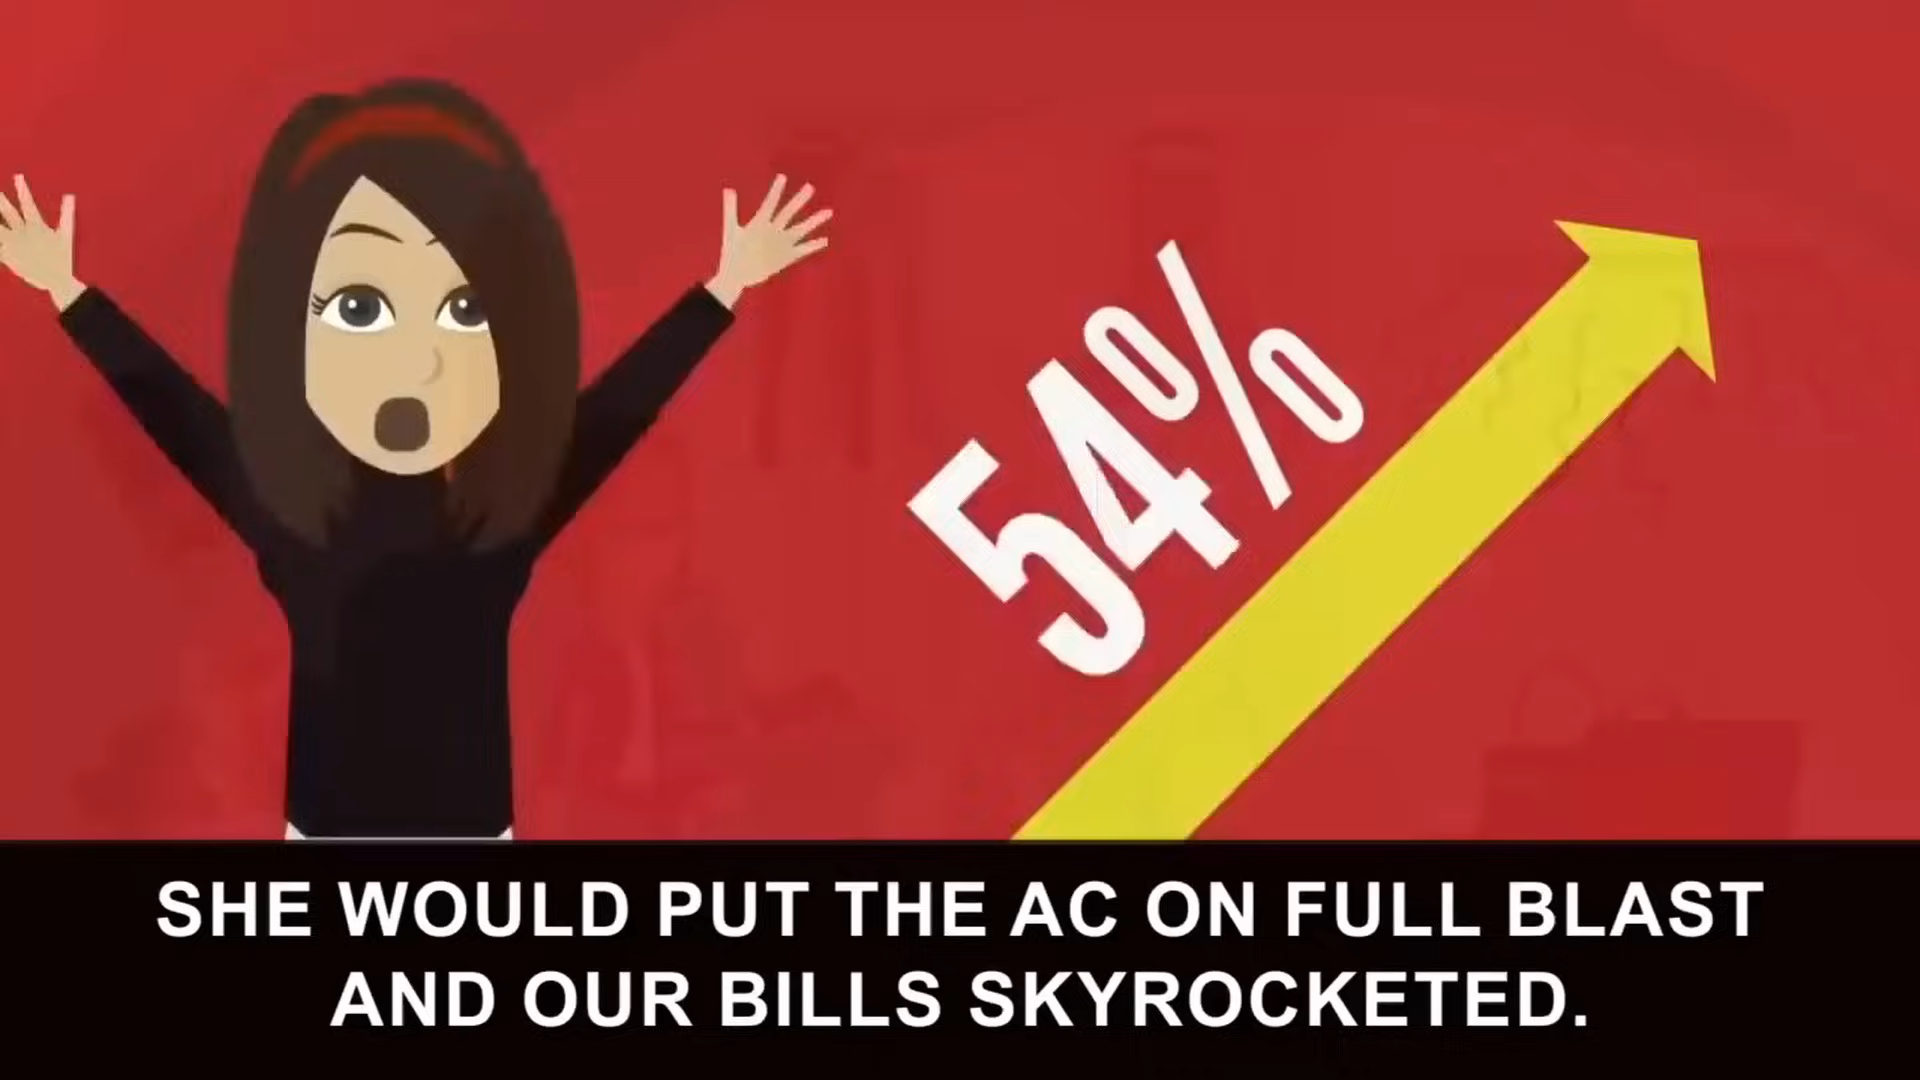 54%
SHE WOULD PUT THE AC ON FULL BLAST
AND OUR BILLS SKYROCKETED.